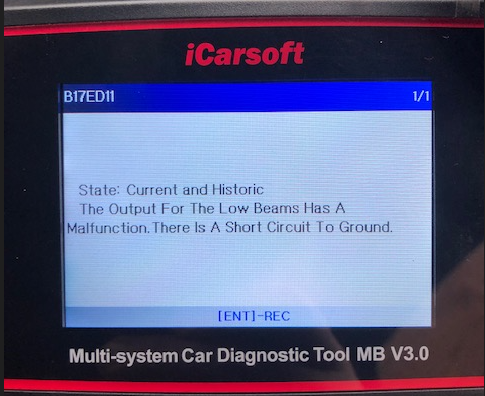 iCarsoft
B17ED11 1/1
State: Current and Historic
The Output For The Low Beams Has A
Malfunction.There Is A Short Circuit To Ground.
[ENT]-REC
Multi-system Car Diagnostic Tool MB V3.0